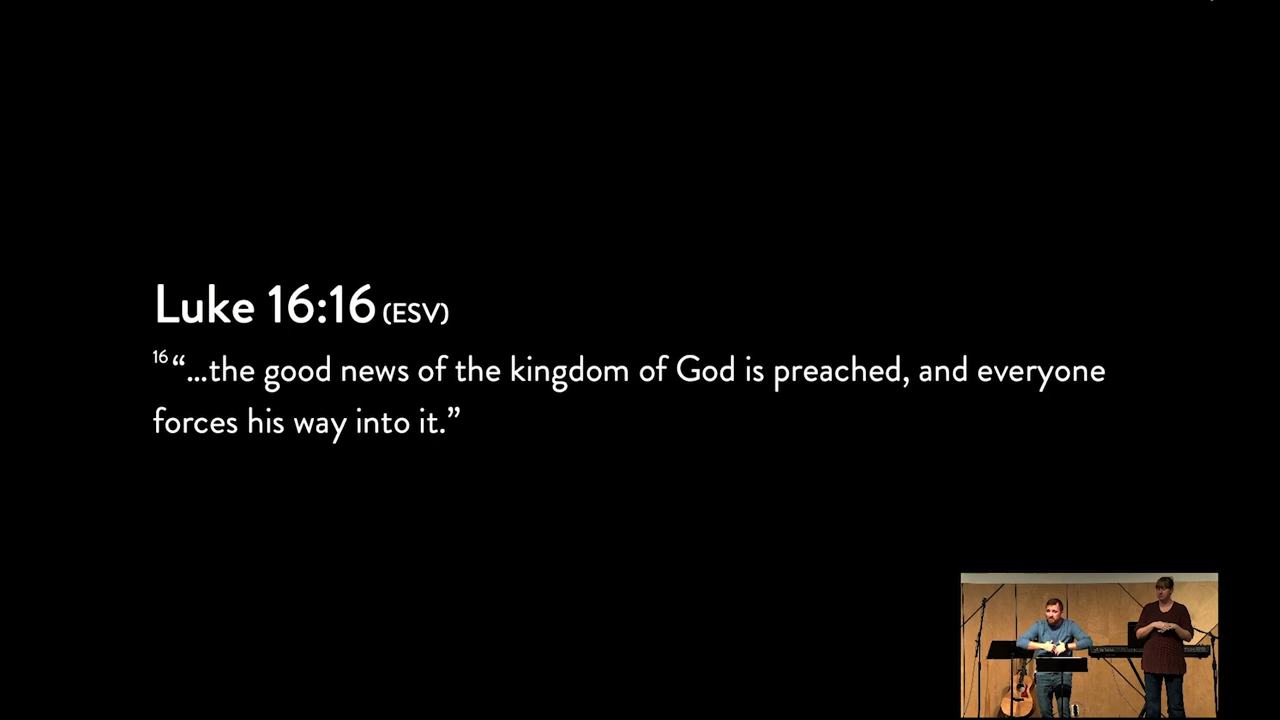 Luke 16:16 (ESV)
16 “...the good news of the kingdom of God is preached, and everyone
forces his way into it.”